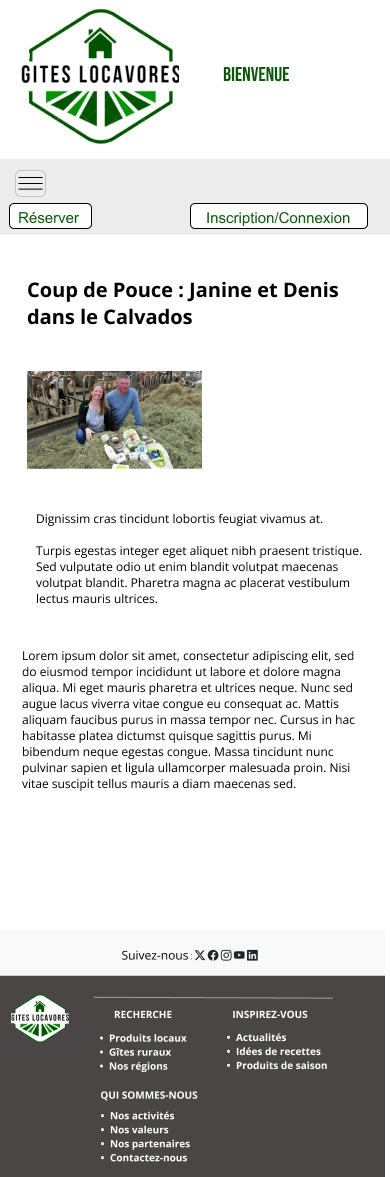 GITES LOCAVORES
BIENVENUE
Réserver
Inscription/Connexion
Coup de Pouce : Janine et Denis
dans le Calvados
Dignissim cras tincidunt lobortis feugiat vivamus at.
Turpis egestas integer eget aliquet nibh praesent tristique.
Sed vulputate odio ut enim blandit volutpat maecenas
volutpat blandit. Pharetra magna ac placerat vestibulum
lectus mauris ultrices.
Lorem ipsum dolor sit amet, consectetur adipiscing elit, sed
do eiusmod tempor incididunt ut labore et dolore magna
aliqua. Mi eget mauris pharetra et ultrices neque. Nunc sed
augue lacus viverra vitae congue eu consequat ac. Mattis
aliquam faucibus purus in massa tempor nec. Cursus in hac
habitasse platea dictumst quisque sagittis purus. Mi
bibendum neque egestas congue. Massa tincidunt nunc
pulvinar sapien et ligula ullamcorper malesuada proin. Nisi
vitae suscipit tellus mauris a diam maecenas sed.
Suivez-nous :
GITES LOCAVORES
RECHERCHE
• Produits locaux
• Gîtes ruraux
• Nos régions
INSPIREZ-VOUS
• Actualités
• Idées de recettes
• Produits de saison
QUI SOMMES-NOUS
• Nos activités
• Nos valeurs
• Nos partenaires
• Contactez-nous